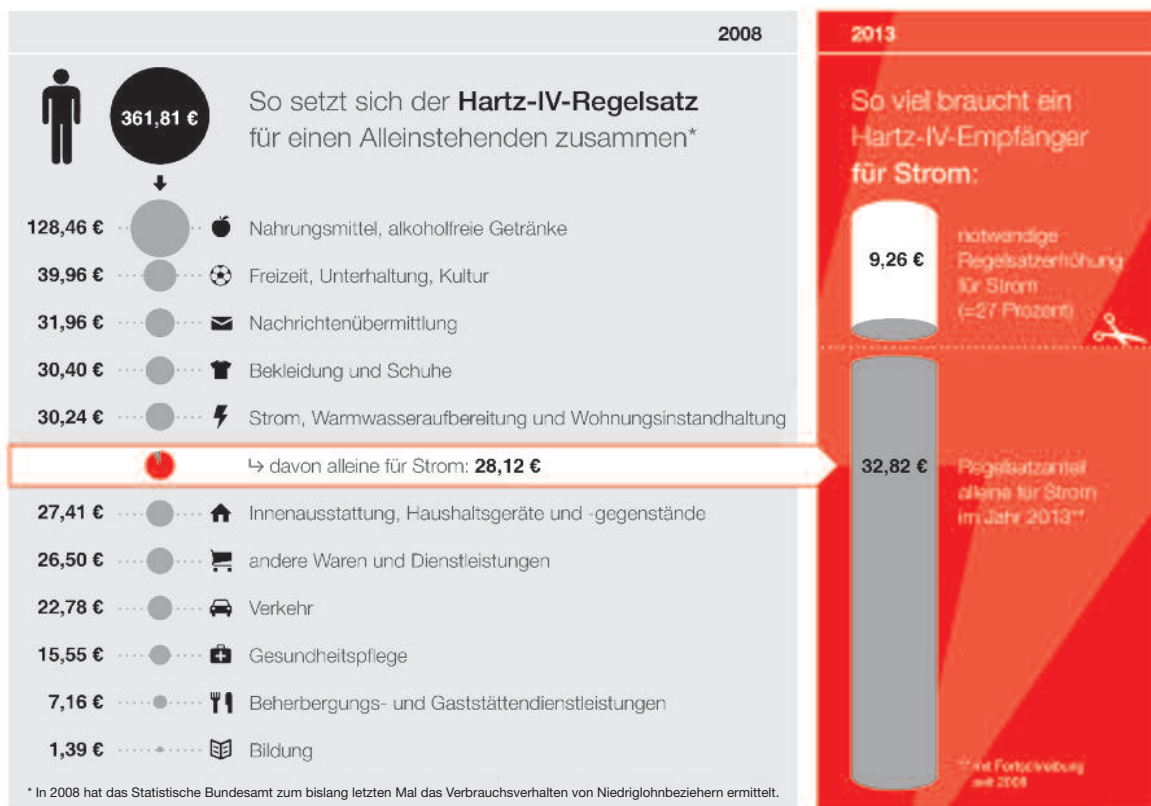 2008
361,81 €
So setzt sich der Hartz-IV-Regelsatz
für einen Alleinstehenden zusammen*
128,46 € Nahrungsmittel, alkoholfreie Getränke
39,96 € Freizeit, Unterhaltung, Kultur
31,96 € Nachrichtenübermittlung
30,40 € Bekleidung und Schuhe
30,24 € Strom, Warmwasseraufbereitung und Wohnungsinstandhaltung
↳ davon alleine für Strom: 28,12 €
27,41 € Innenausstattung, Haushaltsgeräte und -gegenstände
26,50 € andere Waren und Dienstleistungen
22,78 € Verkehr
15,55 € Gesundheitspflege
7,16 € Beherbergungs- und Gaststättendienstleistungen
1,39 € Bildung
* In 2008 hat das Statistische Bundesamt zum bislang letzten Mal das Verbrauchsverhalten von Niedriglohnbeziehern ermittelt.
2013
So viel braucht ein
Hartz-IV-Empfänger
für Strom:
9,26 €
notwendige
Regelsatzerhöhung
für Strom
(=27 Prozent)
32,82 €
Regelsatzanteil
alleine für Strom
im Jahr 2013**
** mit Fortschreibung
seit 2008